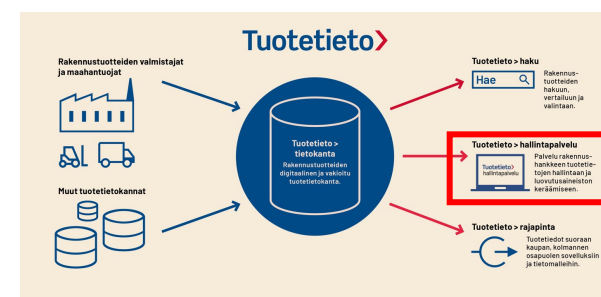 Tuotetieto>
Rakennustuotteiden valmistajat
ja maahantuojat
Muut tuotetietokannat
Tuotetieto >
tietokanta
Rakennustuotteiden
digitaalinen ja vakioitu
tuotetietokanta.
Tuotetieto > haku
Hae
Rakennus-
tuotteiden
hakuun,
vertailuun ja
valintaan.
Tuotetieto > hallintapalvelu
Tuotetieto>
hallintapalvelu
Palvelu rakennus-
hankkeen tuotetie-
tojen hallintaan ja
luovutusaineiston
keräämiseen.
Tuotetieto > rajapinta
Tuotetiedot suoraan
kaupan, kolmannen
osapuolen sovelluksiin
ja tietomalleihin.